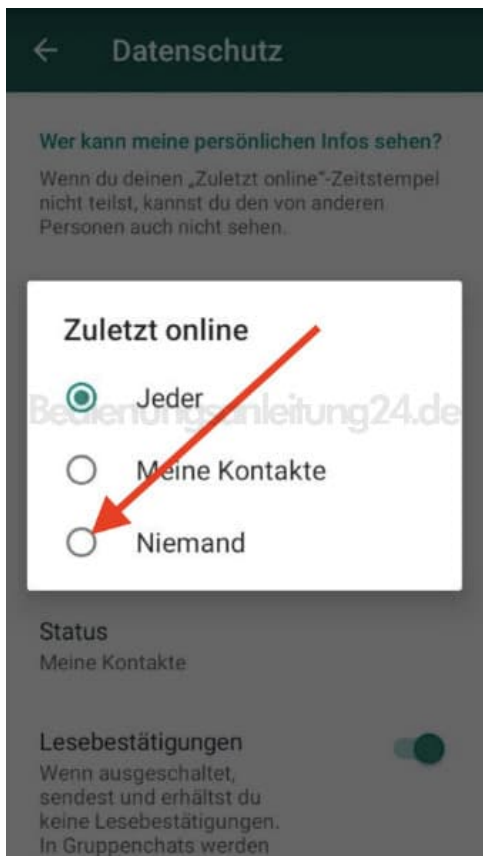 Datenschutz
Wer kann meine persönlichen Infos sehen?
Wenn du deinen „Zuletzt online“-Zeitstempel
nicht teilst, kannst du den von anderen
Personen auch nicht sehen.
Zuletzt online
Jeder
Bedienungsanleitung24.de
Meine Kontakte
Niemand
Status
Meine Kontakte
Lesebestätigungen
Wenn ausgeschaltet,
sendest und erhältst du
keine Lesebestätigungen.
In Gruppenchats werden